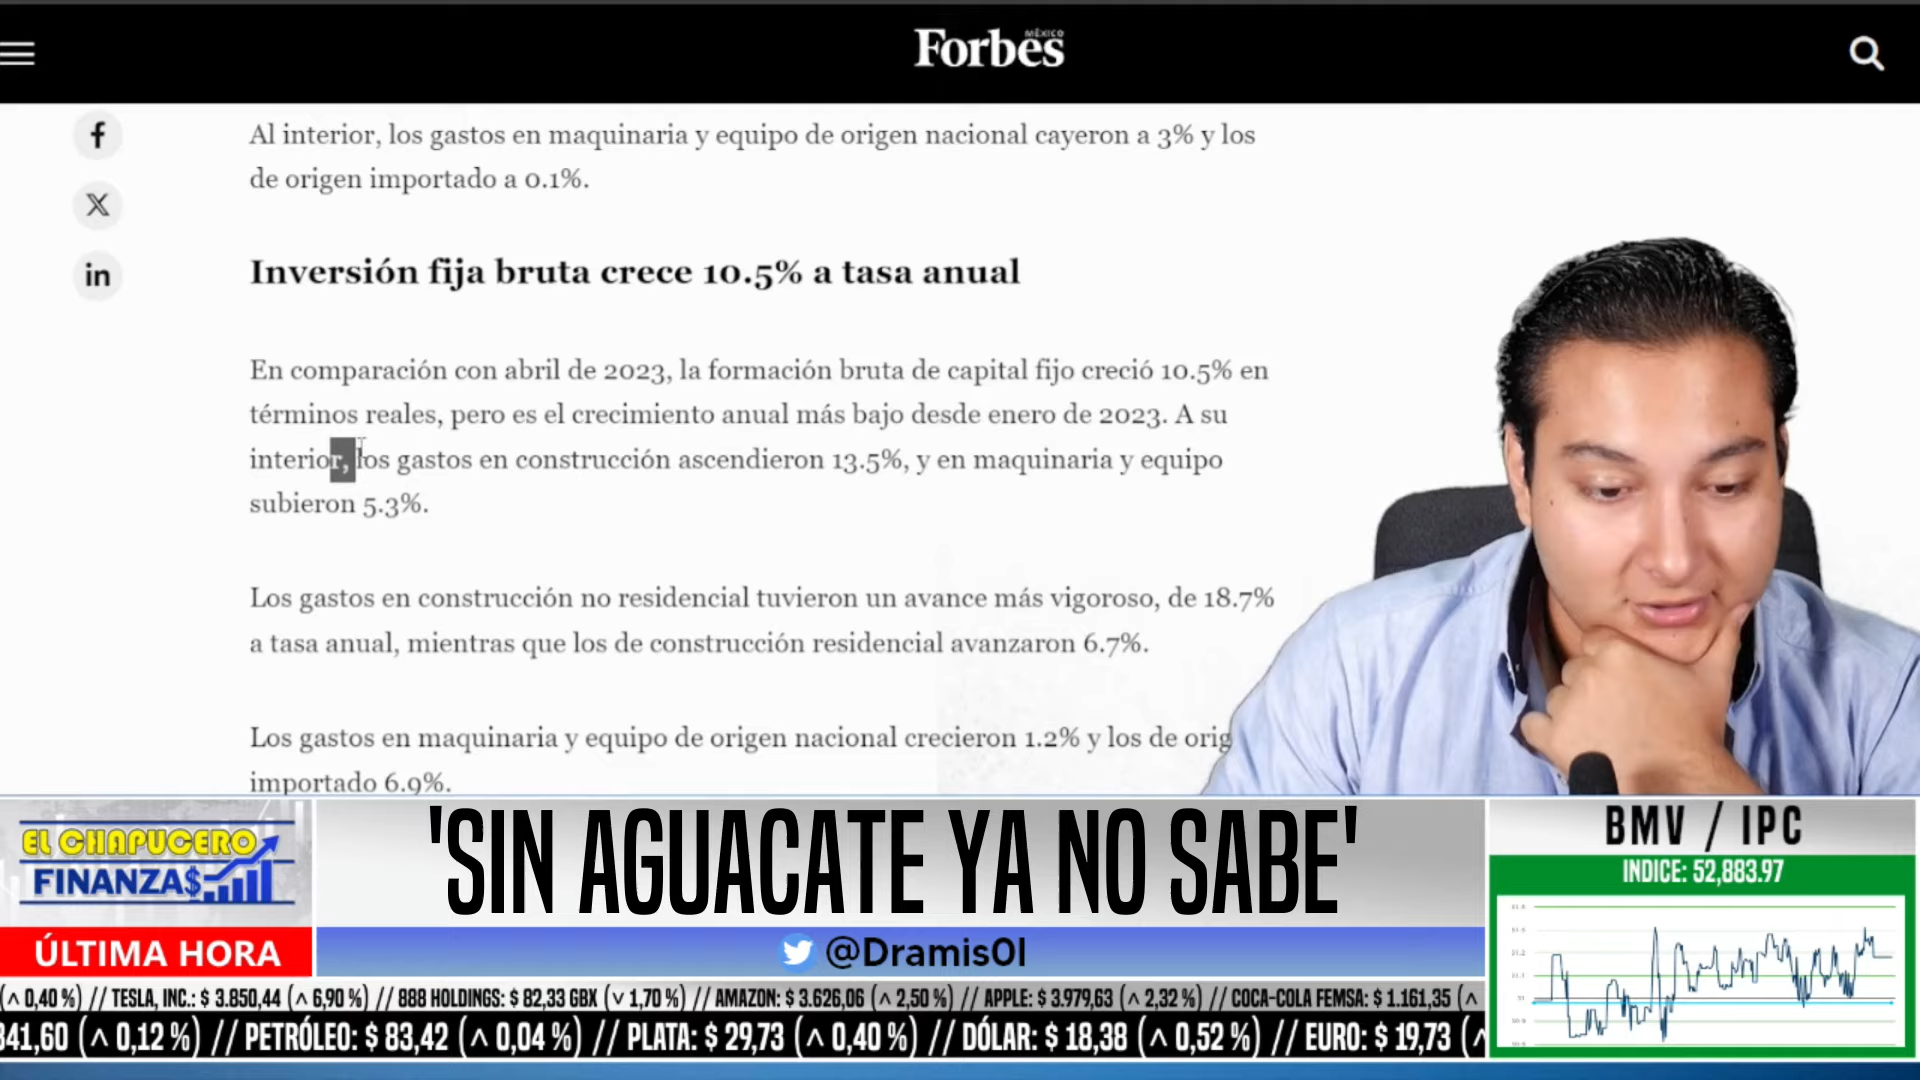 Forbes
MÉXICO
f
X
in
Al interior, los gastos en maquinaria y equipo de origen nacional cayeron a 3% y los
de origen importado a 0.1%.
Inversión fija bruta crece 10.5% a tasa anual
En comparación con abril de 2023, la formación bruta de capital fijo creció 10.5% en
términos reales, pero es el crecimiento anual más bajo desde enero de 2023. A su
interior, los gastos en construcción ascendieron 13.5%, y en maquinaria y equipo
subieron 5.3%.
Los gastos en construcción no residencial tuvieron un avance más vigoroso, de 18.7%
a tasa anual, mientras que los de construcción residencial avanzaron 6.7%.
Los gastos en maquinaria y equipo de origen nacional crecieron 1.2% y los de orig
importado 6.9%.
EL CHAPUCERO
FINANZA$
ÚLTIMA HORA
'SIN AGUACATE YA NO SABE'
@Dramis01
BMV / IPC
INDICE: 52,883.97
(^ 0,40 %) // TESLA, INC.: $ 3.850,44 (^ 6,90 %) // 888 HOLDINGS: $ 82,33 GBX (v 1,70 %) // AMAZON: $ 3.626,06 (^ 2,50 %) // APPLE: $ 3.979,63 (^ 2,32 %) // COCA-COLA FEMSA: $ 1.161,35 (^
341,60 (^ 0,12 %) // PETRÓLEO: $ 83,42 (^ 0,04 %) // PLATA: $ 29,73 (^ 0,40 %) // DÓLAR: $ 18,38 (^ 0,52 %) // EURO: $ 19,73 (^